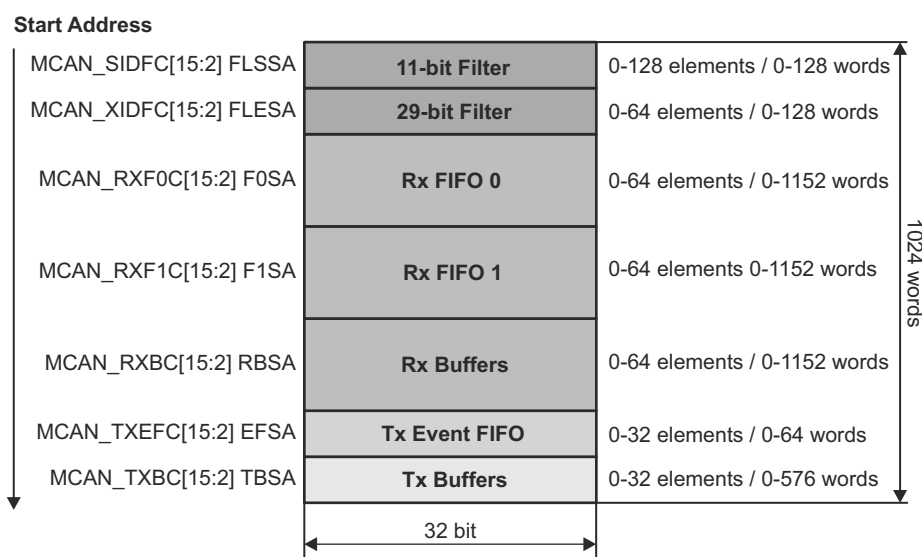 Start Address
MCAN_SIDFC[15:2] FLSSA 11-bit Filter 0-128 elements / 0-128 words
MCAN_XIDFC[15:2] FLESA 29-bit Filter 0-64 elements / 0-128 words
MCAN_RXF0C[15:2] F0SA Rx FIFO 0 0-64 elements / 0-1152 words
MCAN_RXF1C[15:2] F1SA Rx FIFO 1 0-64 elements 0-1152 words
MCAN_RXBC[15:2] RBSA Rx Buffers 0-64 elements / 0-1152 words
MCAN_TXEFC[15:2] EFSA Tx Event FIFO 0-32 elements / 0-64 words
MCAN_TXBC[15:2] TBSA Tx Buffers 0-32 elements / 0-576 words
1024 words
32 bit